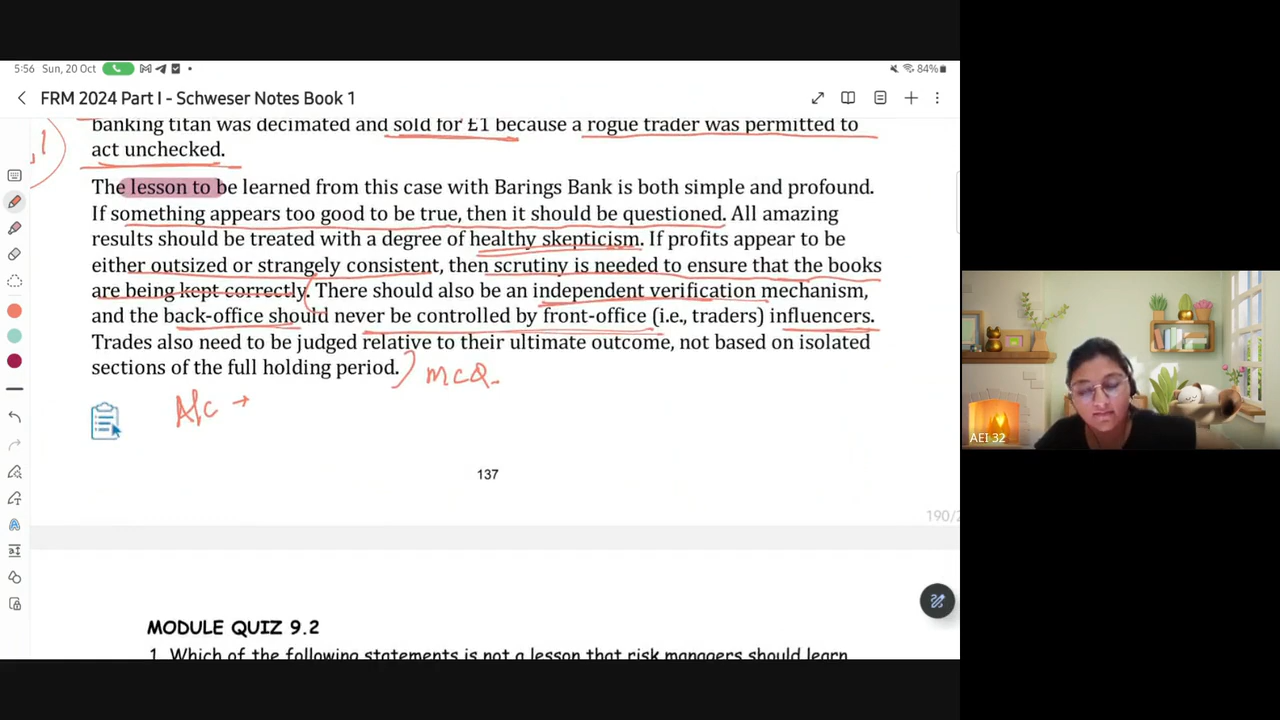 5:56 Sun, 20 Oct
84%
FRM 2024 Part I - Schweser Notes Book 1
banking titan was decimated and sold for £1 because a rogue trader was permitted to
act unchecked.
The lesson to be learned from this case with Barings Bank is both simple and profound.
If something appears too good to be true, then it should be questioned. All amazing
results should be treated with a degree of healthy skepticism. If profits appear to be
either outsized or strangely consistent, then scrutiny is needed to ensure that the books
are being kept correctly. There should also be an independent verification mechanism,
and the back-office should never be controlled by front-office (i.e., traders) influencers.
Trades also need to be judged relative to their ultimate outcome, not based on isolated
sections of the full holding period.
MCQ.
A/c →
137
190/2
MODULE QUIZ 9.2
1. Which of the following statements is not a lesson that risk managers should learn
AEI 32